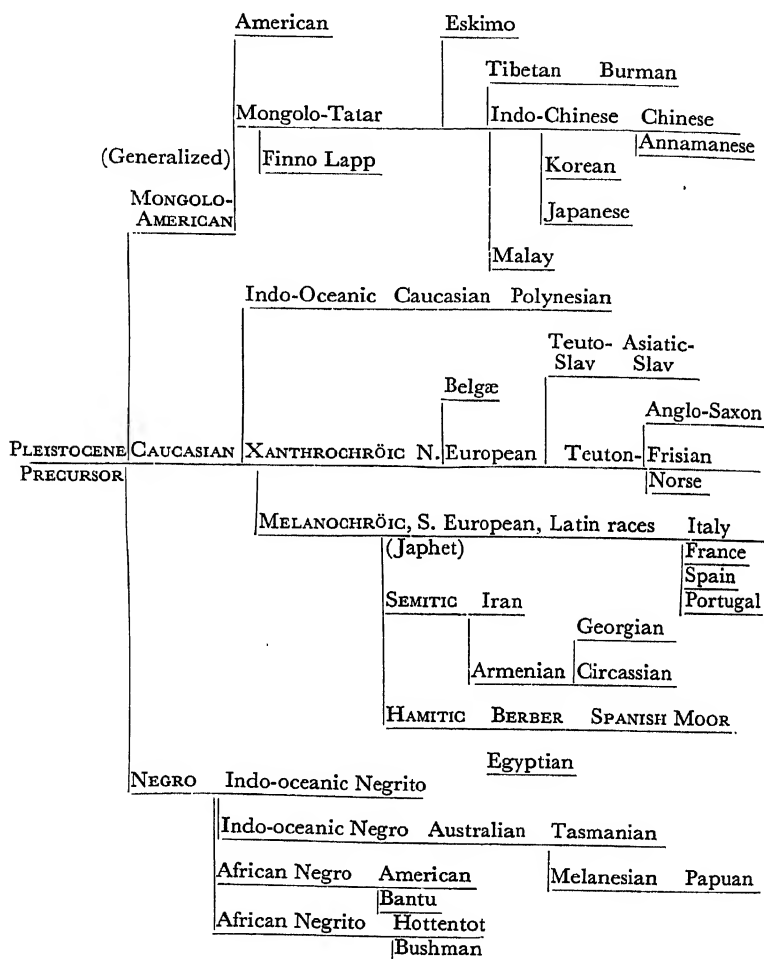 American Eskimo
Tibetan Burman
Mongolo-Tatar Indo-Chinese Chinese
Annamanese
(Generalized) Finno Lapp Korean
MONGOLO-
AMERICAN Japanese
Malay
Indo-Oceanic Caucasian Polynesian
Teuto- Asiatic-
Slav Slav
Belgæ
Anglo-Saxon
PLEISTOCENE CAUCASIAN XANTHROCHRÖIC N. European Teuton- Frisian
PRECURSOR
Norse
MELANOCHRÖIC, S. European, Latin races Italy
(Japhet) France
Spain
SEMITIC Iran Portugal
Georgian
Armenian Circassian
HAMITIC BERBER SPANISH MOOR
Egyptian
NEGRO Indo-oceanic Negrito
Indo-oceanic Negro Australian Tasmanian
African Negro American Melanesian Papuan
Bantu
African Negrito Hottentot
Bushman